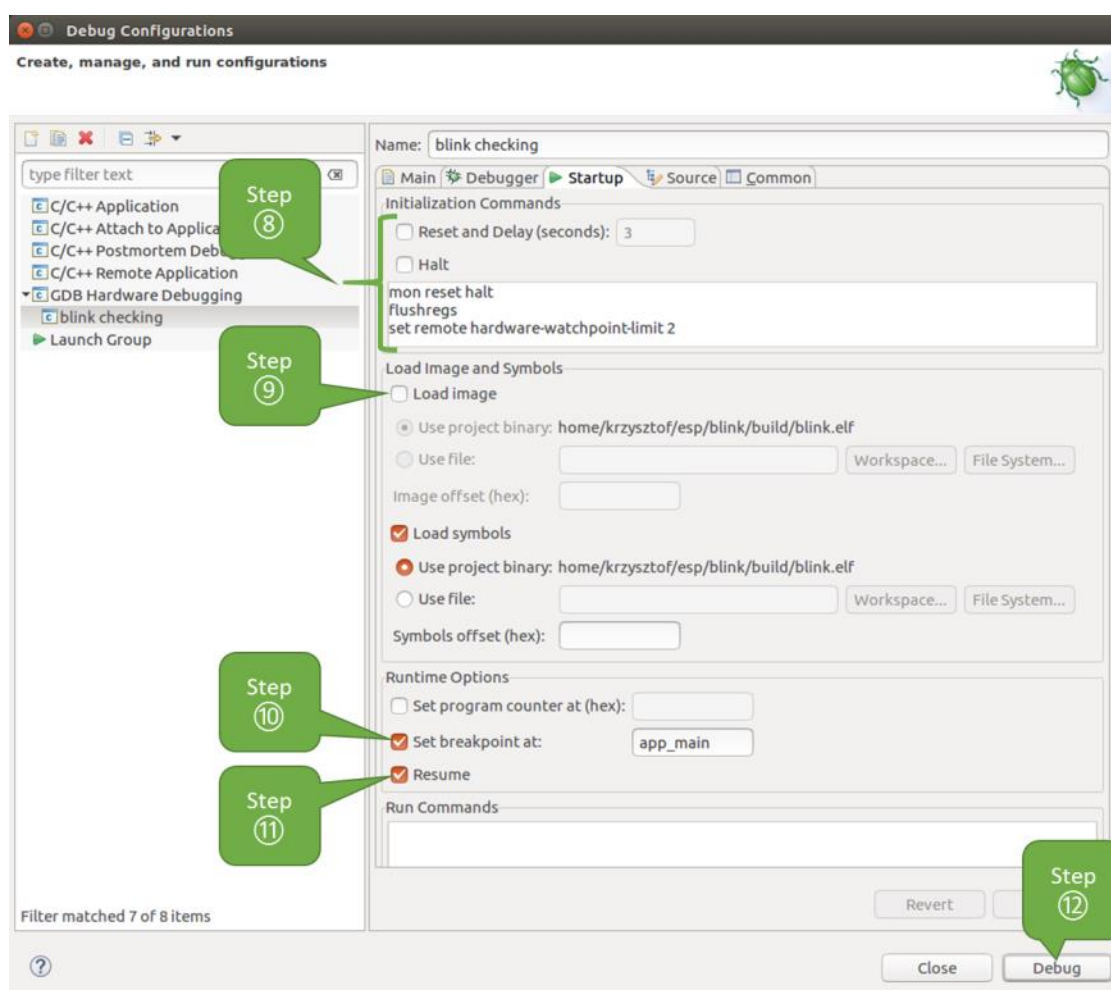 Debug Configurations
Create, manage, and run configurations
type filter text
C/C++ Application
C/C++ Attach to Applica
C/C++ Postmortem Deb
C/C++ Remote Application
GDB Hardware Debugging
blink checking
Launch Group
Filter matched 7 of 8 items
Name: blink checking
Main Debugger Startup Source Common
Initialization Commands
Reset and Delay (seconds): 3
Halt
mon reset halt
flushregs
set remote hardware-watchpoint-limit 2
Load Image and Symbols
Load image
Use project binary: home/krzysztof/esp/blink/build/blink.elf
Use file: Workspace... File System...
Image offset (hex):
Load symbols
Use project binary: home/krzysztof/esp/blink/build/blink.elf
Use file: Workspace... File System...
Symbols offset (hex):
Runtime Options
Set program counter at (hex):
Set breakpoint at: app_main
Resume
Run Commands
Revert
Close Debug
Step
⑧
Step
⑨
Step
⑩
Step
⑪
Step
⑫